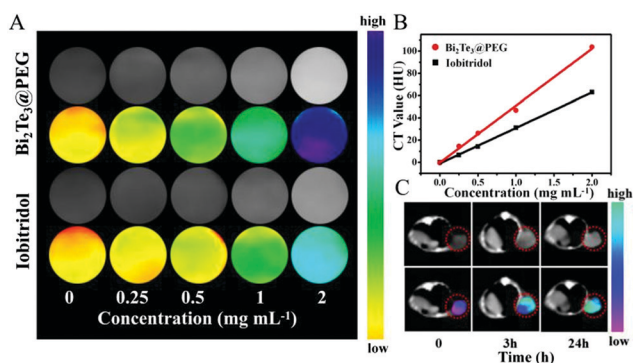 A
high
Bi₂Te₃@PEG
Iobitridol
0 0.25 0.5 1 2
Concentration (mg mL⁻¹)
low
B
Bi₂Te₃@PEG
Iobitridol
CT Value (HU)
100
80
60
40
20
0
0.0 0.5 1.0 1.5 2.0
Concentration (mg mL⁻¹)
C
high
0 3h 24h
Time (h)
low